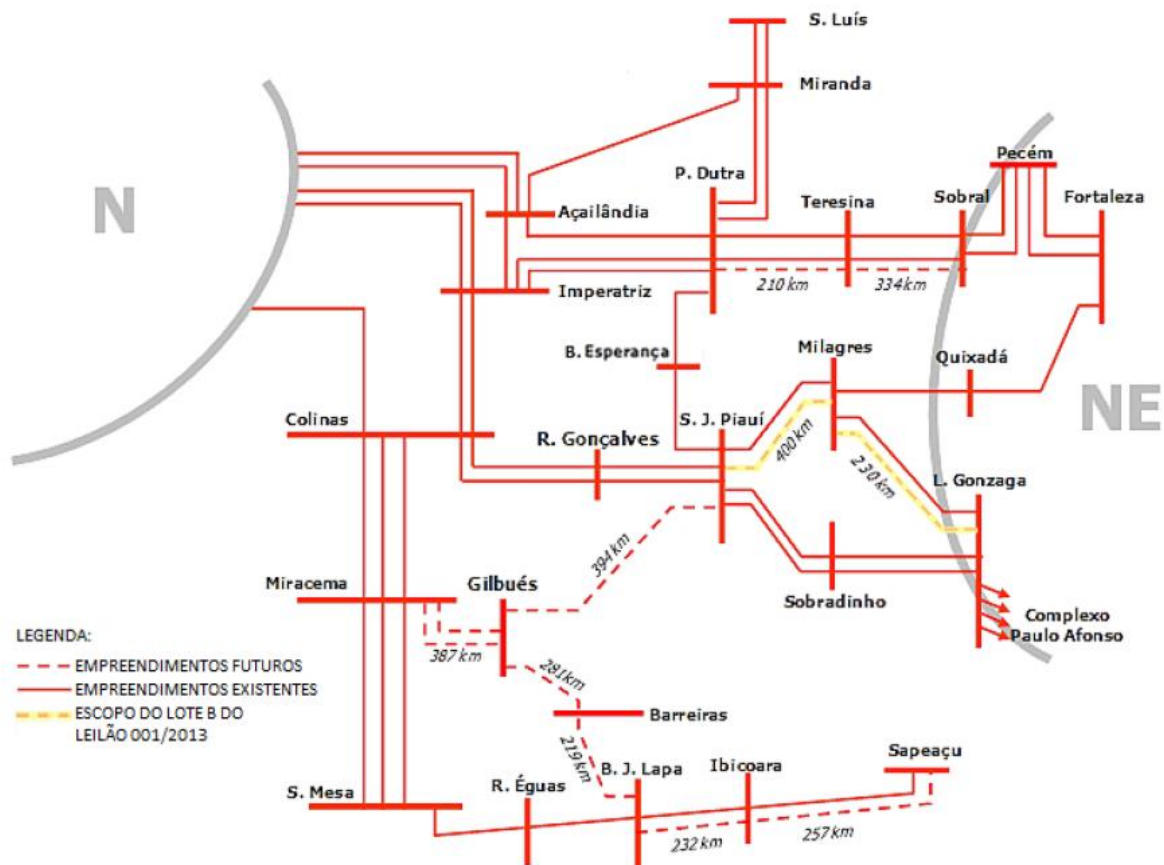 S. Luís
Miranda
N
P. Dutra
Pecém
Açailândia
Teresina
Sobral
Fortaleza
Imperatriz
210 km
334 km
B. Esperança
Milagres
Quixadá
NE
Colinas
R. Gonçalves
S. J. Piauí
400 km
230 km
L. Gonzaga
394 km
Miracema
Gilbués
Sobradinho
Complexo
Paulo Afonso
LEGENDA:
EMPREENDIMENTOS FUTUROS
EMPREENDIMENTOS EXISTENTES
ESCOPO DO LOTE B DO
LEILÃO 001/2013
387 km
281km
Barreiras
219 km
S. Mesa
R. Éguas
B. J. Lapa
Ibicoara
Sapeaçu
232 km
257 km